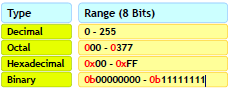 Type Range (8 Bits)
Decimal 0 - 255
Octal 000 - 0377
Hexadecimal 0x00 - 0xFF
Binary 0b00000000 - 0b11111111